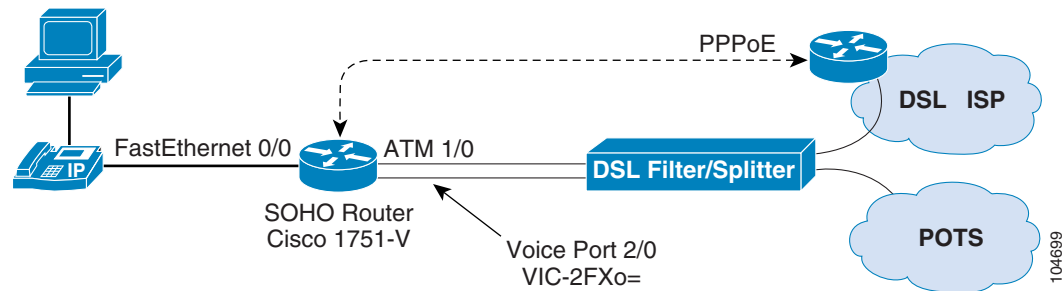 PPPoE
DSL ISP
FastEthernet 0/0
ATM 1/0
IP
DSL Filter/Splitter
SOHO Router
Cisco 1751-V
Voice Port 2/0
VIC-2FXo=
POTS
104699